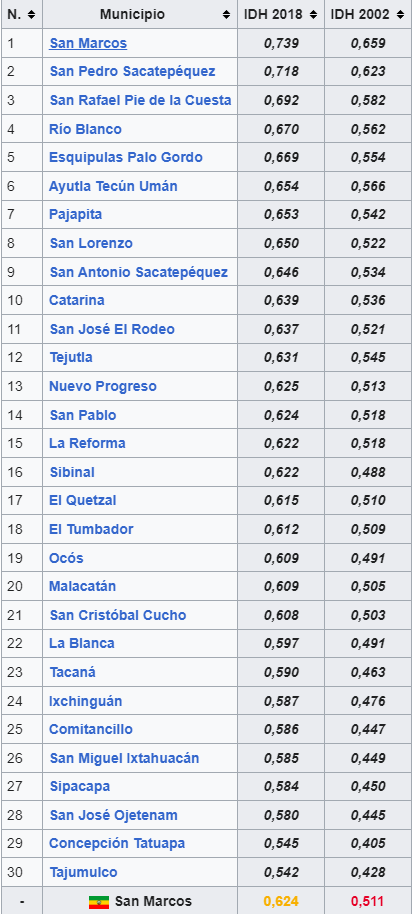 N. Municipio IDH 2018 IDH 2002
1 San Marcos 0,739 0,659
2 San Pedro Sacatepéquez 0,718 0,623
3 San Rafael Pie de la Cuesta 0,692 0,582
4 Río Blanco 0,670 0,562
5 Esquipulas Palo Gordo 0,669 0,554
6 Ayutla Tecún Umán 0,654 0,566
7 Pajapita 0,653 0,542
8 San Lorenzo 0,650 0,522
9 San Antonio Sacatepéquez 0,646 0,534
10 Catarina 0,639 0,536
11 San José El Rodeo 0,637 0,521
12 Tejutla 0,631 0,545
13 Nuevo Progreso 0,625 0,513
14 San Pablo 0,624 0,518
15 La Reforma 0,622 0,518
16 Sibinal 0,622 0,488
17 El Quetzal 0,615 0,510
18 El Tumbador 0,612 0,509
19 Ocós 0,609 0,491
20 Malacatán 0,609 0,505
21 San Cristóbal Cucho 0,608 0,503
22 La Blanca 0,597 0,491
23 Tacaná 0,590 0,463
24 Ixchinguán 0,587 0,476
25 Comitancillo 0,586 0,447
26 San Miguel Ixtahuacán 0,585 0,449
27 Sipacapa 0,584 0,450
28 San José Ojetenam 0,580 0,445
29 Concepción Tatuapa 0,545 0,405
30 Tajumulco 0,542 0,428
- San Marcos 0,624 0,511